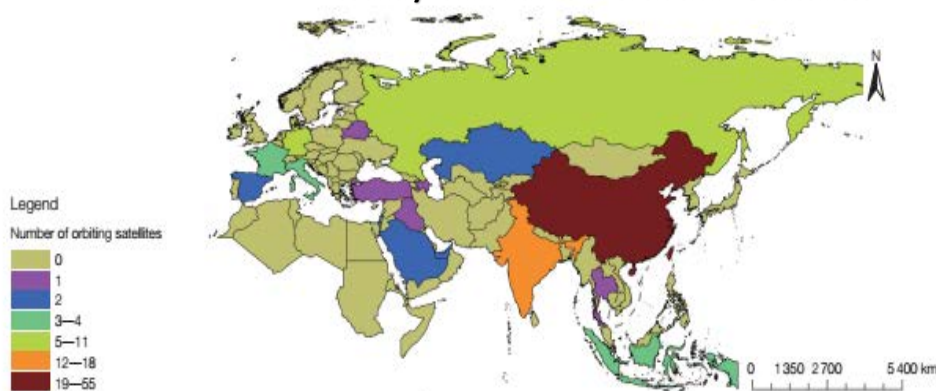 N
Legend
Number of orbiting satellites
0
1
2
3—4
5—11
12—18
19—55
0 1 350 2 700 5 400 km